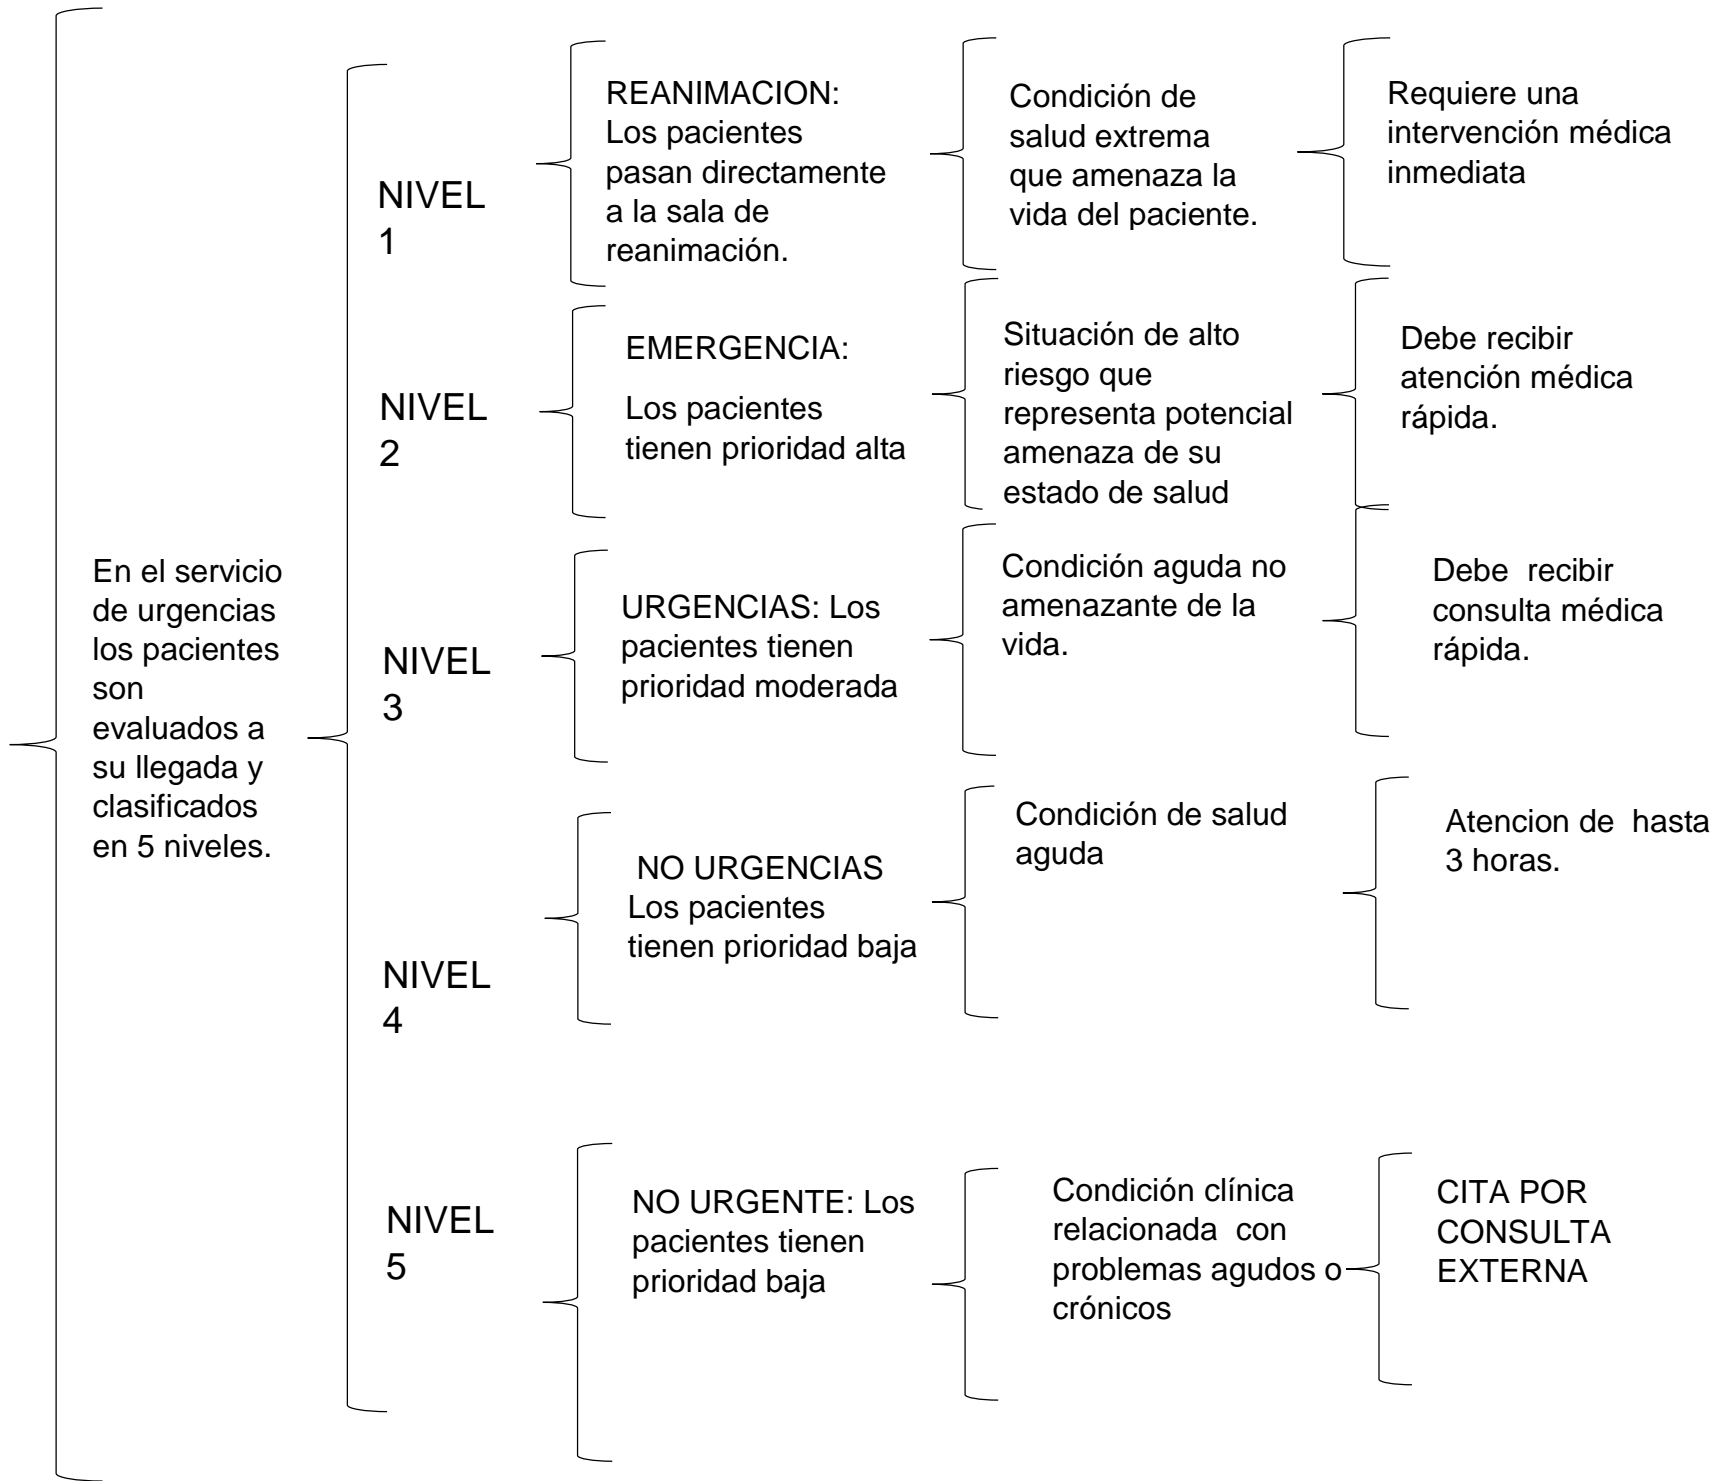 En el servicio
de urgencias
los pacientes
son
evaluados a
su llegada y
clasificados
en 5 niveles.
NIVEL
1
REANIMACION:
Los pacientes
pasan directamente
a la sala de
reanimación.
Condición de
salud extrema
que amenaza la
vida del paciente.
Requiere una
intervención médica
inmediata
NIVEL
2
EMERGENCIA:
Los pacientes
tienen prioridad alta
Situación de alto
riesgo que
representa potencial
amenaza de su
estado de salud
Debe recibir
atención médica
rápida.
NIVEL
3
URGENCIAS: Los
pacientes tienen
prioridad moderada
Condición aguda no
amenazante de la
vida.
Debe  recibir
consulta médica
rápida.
NIVEL
4
NO URGENCIAS
Los pacientes
tienen prioridad baja
Condición de salud
aguda
Atencion de  hasta
3 horas.
NIVEL
5
NO URGENTE: Los
pacientes tienen
prioridad baja
Condición clínica
relacionada  con
problemas agudos o
crónicos
CITA POR
CONSULTA
EXTERNA